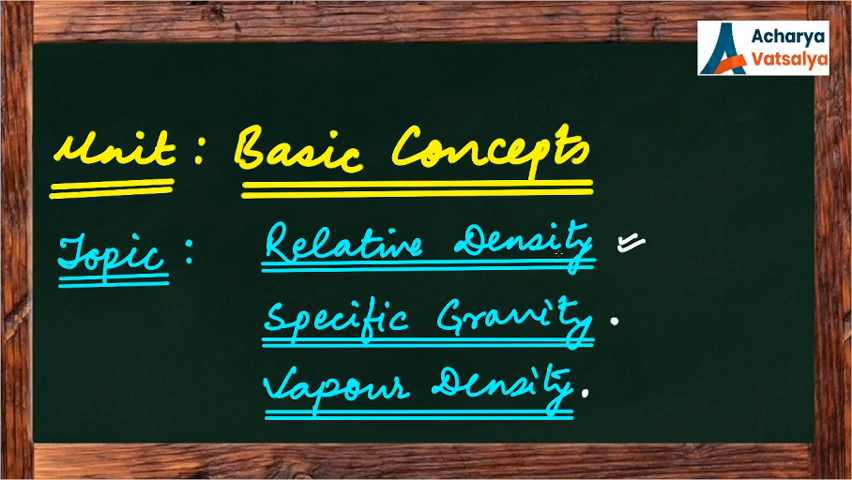 Acharya
Vatsalya
Unit : Basic Concepts
Topic : Relative Density
Specific Gravity .
Vapour Density .